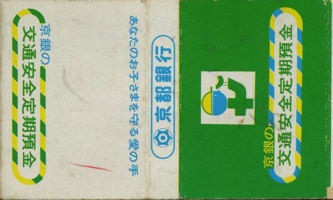 京銀の
交通安全定期預金
あなたのお子さまを守る愛の手
京都銀行
京銀の
交通安全定期預金